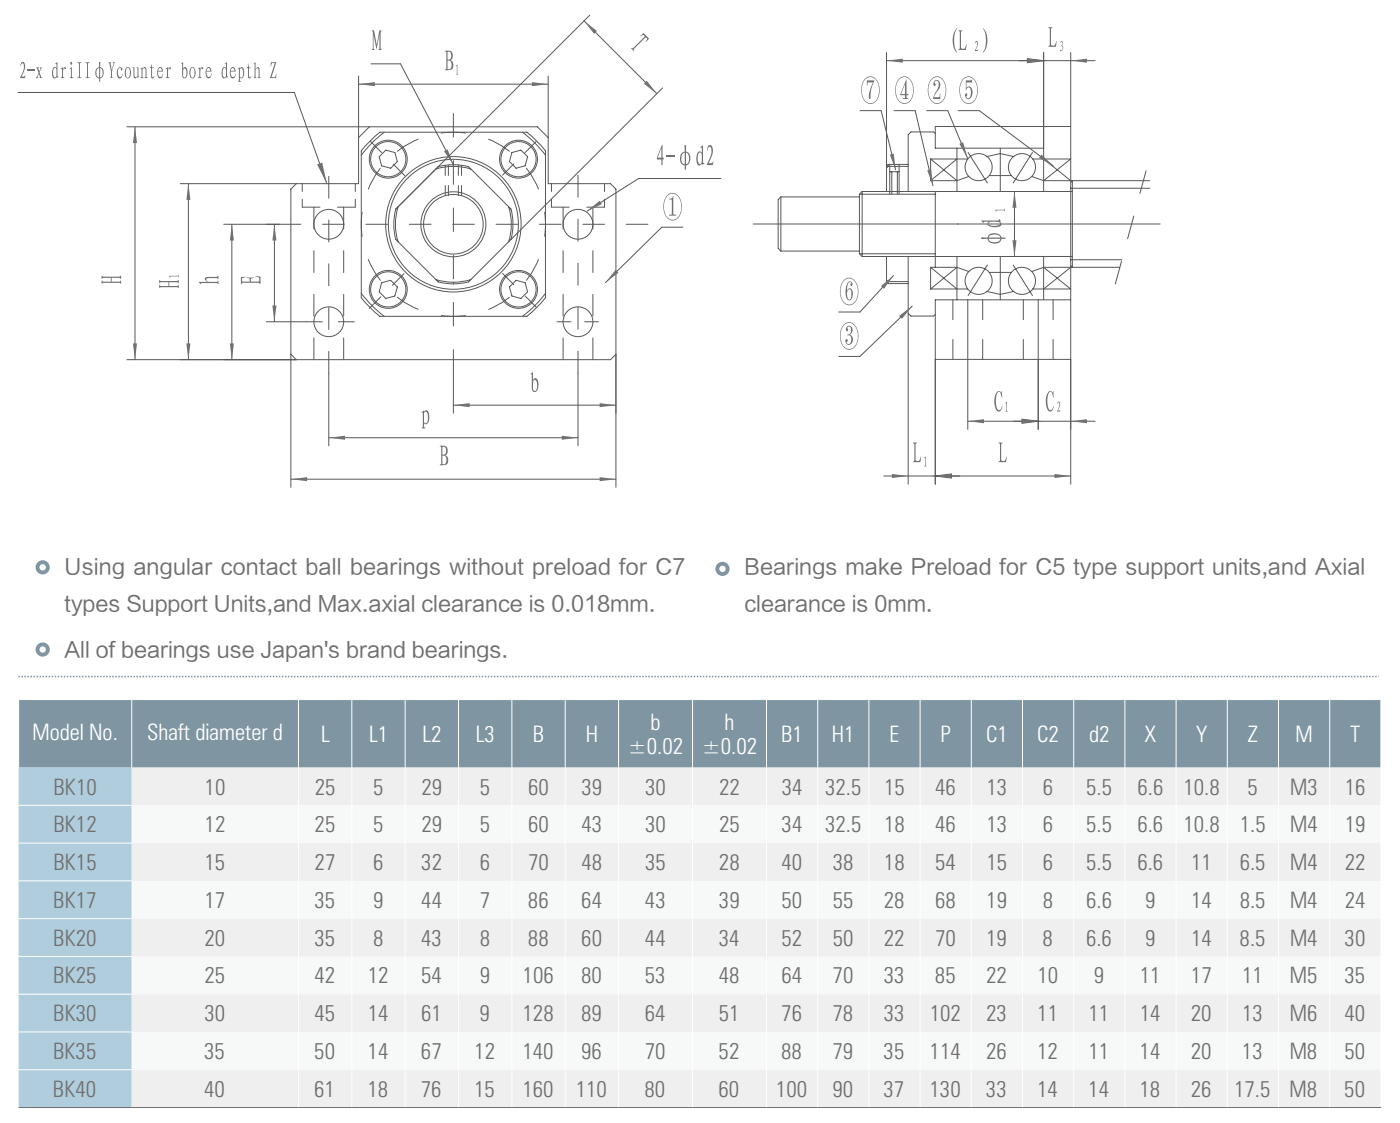 M
B1
T
2-x drill ϕ Ycounter bore depth Z
4-ϕ d2
①
H
H1
h
E
b
p
B
(L2)
L3
⑦ ④ ② ⑤
ϕ d1
⑥
③
C1
C2
L1
L
Using angular contact ball bearings without preload for C7
types Support Units,and Max.axial clearance is 0.018mm.
All of bearings use Japan's brand bearings.
Bearings make Preload for C5 type support units,and Axial
clearance is 0mm.
Model No. Shaft diameter d L L1 L2 L3 B H b ±0.02 h ±0.02 B1 H1 E P C1 C2 d2 X Y Z M T
BK10 10 25 5 29 5 60 39 30 22 34 32.5 15 46 13 6 5.5 6.6 10.8 5 M3 16
BK12 12 25 5 29 5 60 43 30 25 34 32.5 18 46 13 6 5.5 6.6 10.8 1.5 M4 19
BK15 15 27 6 32 6 70 48 35 28 40 38 18 54 15 6 5.5 6.6 11 6.5 M4 22
BK17 17 35 9 44 7 86 64 43 39 50 55 28 68 19 8 6.6 9 14 8.5 M4 24
BK20 20 35 8 43 8 88 60 44 34 52 50 22 70 19 8 6.6 9 14 8.5 M4 30
BK25 25 42 12 54 9 106 80 53 48 64 70 33 85 22 10 9 11 17 11 M5 35
BK30 30 45 14 61 9 128 89 64 51 76 78 33 102 23 11 11 14 20 13 M6 40
BK35 35 50 14 67 12 140 96 70 52 88 79 35 114 26 12 11 14 20 13 M8 50
BK40 40 61 18 76 15 160 110 80 60 100 90 37 130 33 14 14 18 26 17.5 M8 50